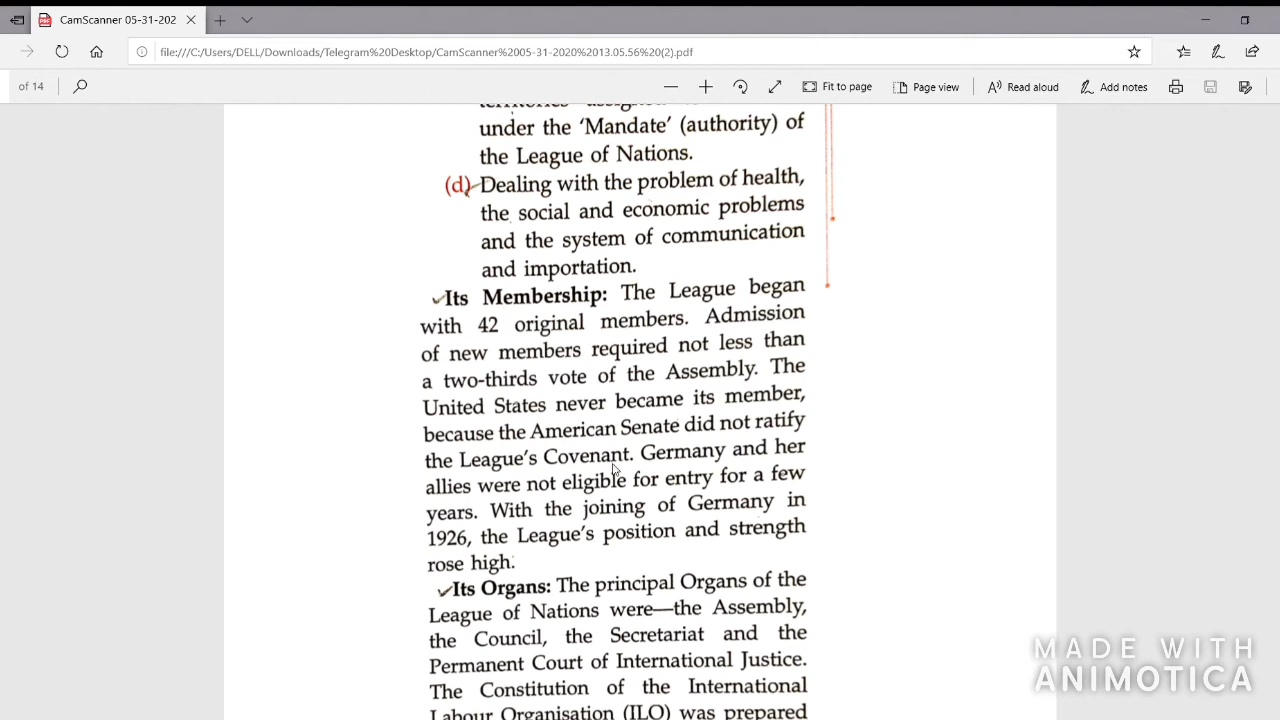 CamScanner 05-31-202
file:///C:/Users/DELL/Downloads/Telegram%20Desktop/CamScanner%2005-31-2020%2013.05.56%20(2).pdf
of 14
Fit to page
Page view
Read aloud
Add notes
territories assigned
under the ‘Mandate’ (authority) of
the League of Nations.
(d) Dealing with the problem of health,
the social and economic problems
and the system of communication
and importation.
Its Membership: The League began
with 42 original members. Admission
of new members required not less than
a two-thirds vote of the Assembly. The
United States never became its member,
because the American Senate did not ratify
the League’s Covenant. Germany and her
allies were not eligible for entry for a few
years. With the joining of Germany in
1926, the League’s position and strength
rose high.
Its Organs: The principal Organs of the
League of Nations were—the Assembly,
the Council, the Secretariat and the
Permanent Court of International Justice.
The Constitution of the International
Labour Organisation (ILO) was prepared
MADE WITH
ANIMOTICA